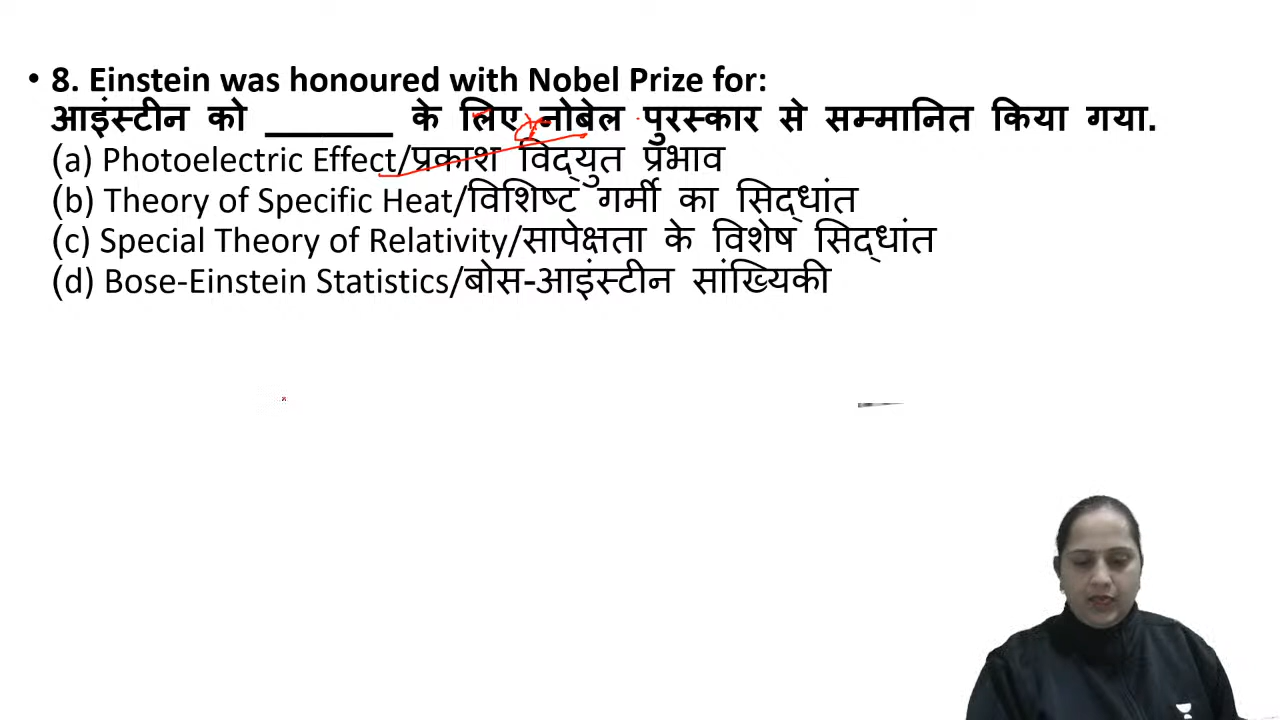 • 8. Einstein was honoured with Nobel Prize for:
आइंस्टीन को ______ के लिए नोबेल पुरस्कार से सम्मानित किया गया.
(a) Photoelectric Effect/प्रकाश विद्युत प्रभाव
(b) Theory of Specific Heat/विशिष्ट गर्मी का सिद्धांत
(c) Special Theory of Relativity/सापेक्षता के विशेष सिद्धांत
(d) Bose-Einstein Statistics/बोस-आइंस्टीन सांख्यिकी